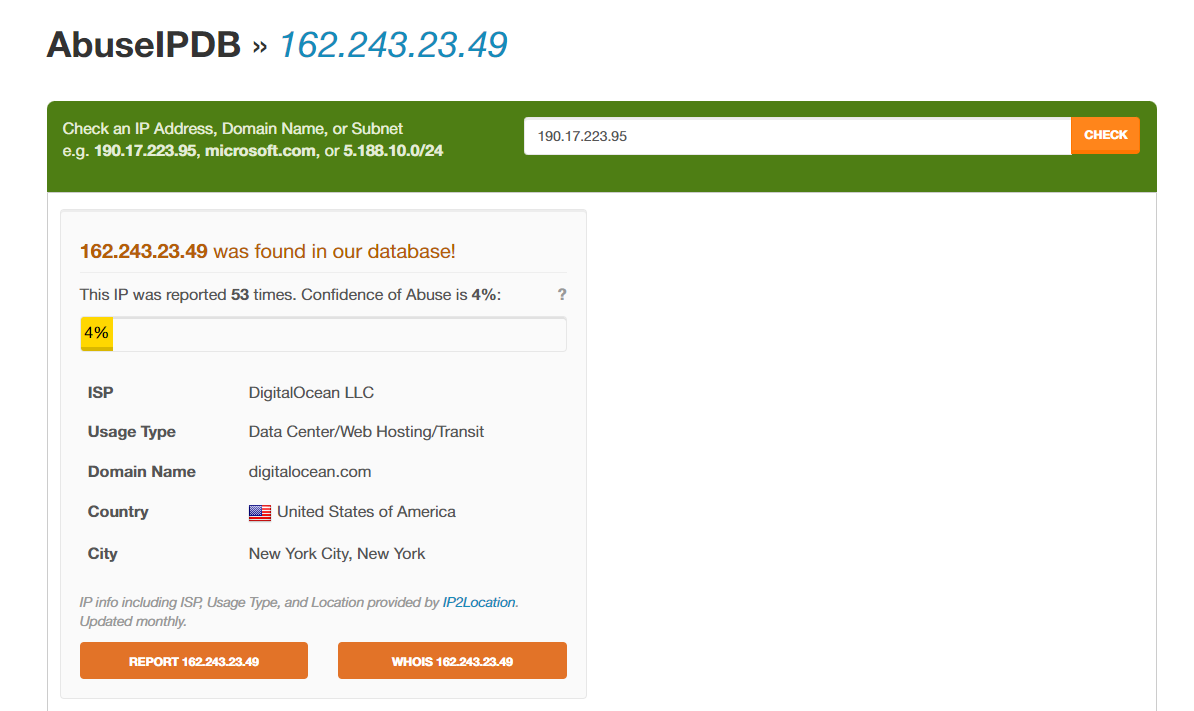 AbuseIPDB » 162.243.23.49
Check an IP Address, Domain Name, or Subnet
e.g. 190.17.223.95, microsoft.com, or 5.188.10.0/24
190.17.223.95
CHECK
162.243.23.49 was found in our database!
This IP was reported 53 times. Confidence of Abuse is 4%:
?
4%
ISP DigitalOcean LLC
Usage Type Data Center/Web Hosting/Transit
Domain Name digitalocean.com
Country United States of America
City New York City, New York
IP info including ISP, Usage Type, and Location provided by IP2Location.
Updated monthly.
REPORT 162.243.23.49
WHOIS 162.243.23.49